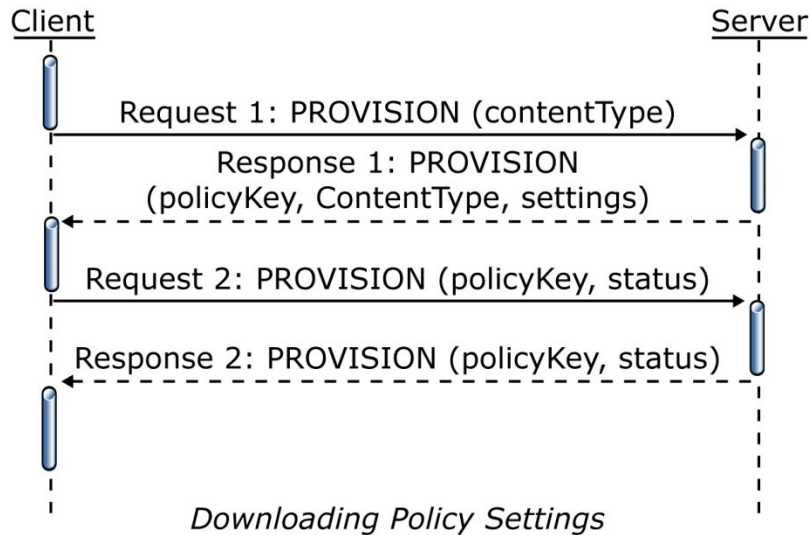 Client
Server
Request 1: PROVISION (contentType)
Response 1: PROVISION
(policyKey, ContentType, settings)
Request 2: PROVISION (policyKey, status)
Response 2: PROVISION (policyKey, status)
Downloading Policy Settings